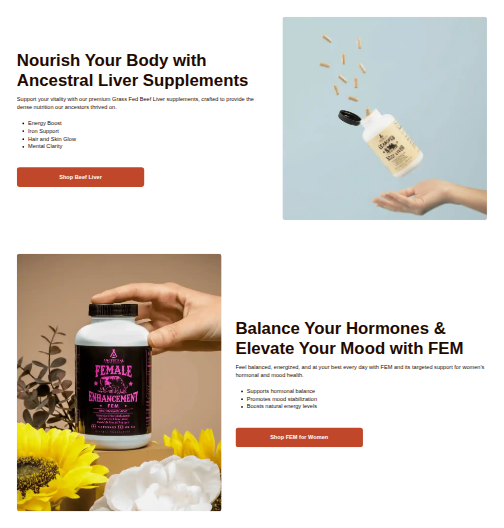 Nourish Your Body with
Ancestral Liver Supplements
Support your vitality with our premium Grass Fed Beef Liver supplements, crafted to provide the
dense nutrition our ancestors thrived on.
• Energy Boost
• Iron Support
• Hair and Skin Glow
• Mental Clarity
Shop Beef Liver
FEMALE
ENHANCEMENT
FEM
Balance Your Hormones &
Elevate Your Mood with FEM
Feel balanced, energized, and at your best every day with FEM and its targeted support for women's
hormonal and mood health.
• Supports hormonal balance
• Promotes mood stabilization
• Boosts natural energy levels
Shop FEM for Women